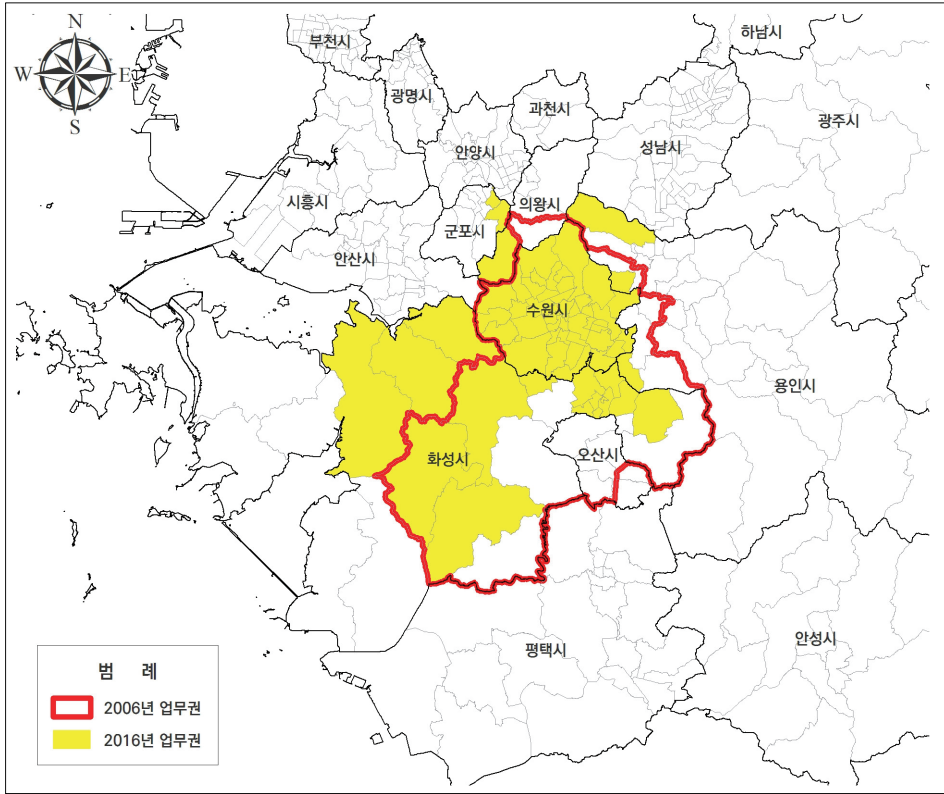 N
W E
S
부천시
하남시
광명시
과천시
광주시
안양시
성남시
시흥시
의왕시
군포시
안산시
수원시
용인시
화성시
오산시
평택시
안성시
범 례
2006년 업무권
2016년 업무권